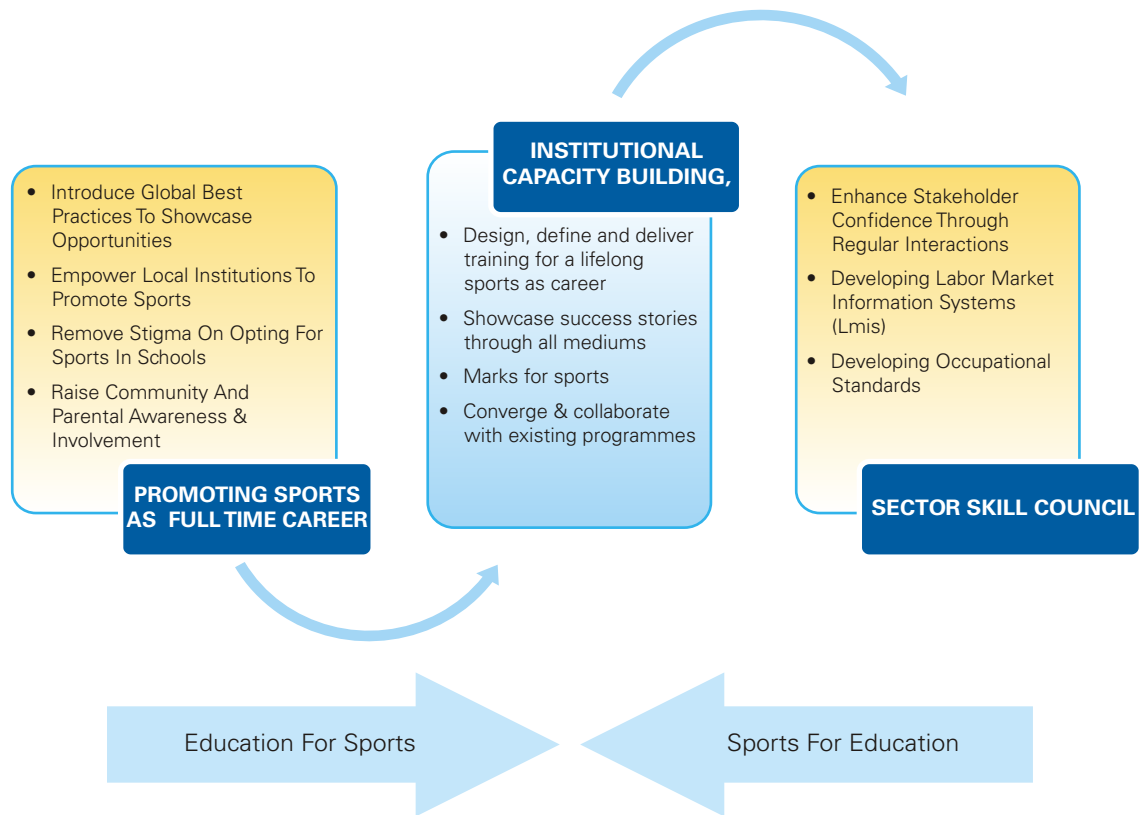 • Introduce Global Best
Practices To Showcase
Opportunities
• Empower Local Institutions To
Promote Sports
• Remove Stigma On Opting For
Sports In Schools
• Raise Community And
Parental Awareness &
Involvement
PROMOTING SPORTS
AS FULL TIME CAREER
INSTITUTIONAL
CAPACITY BUILDING,
• Design, define and deliver
training for a lifelong
sports as career
• Showcase success stories
through all mediums
• Marks for sports
• Converge & collaborate
with existing programmes
• Enhance Stakeholder
Confidence Through
Regular Interactions
• Developing Labor Market
Information Systems
(Lmis)
• Developing Occupational
Standards
SECTOR SKILL COUNCIL
Education For Sports
Sports For Education